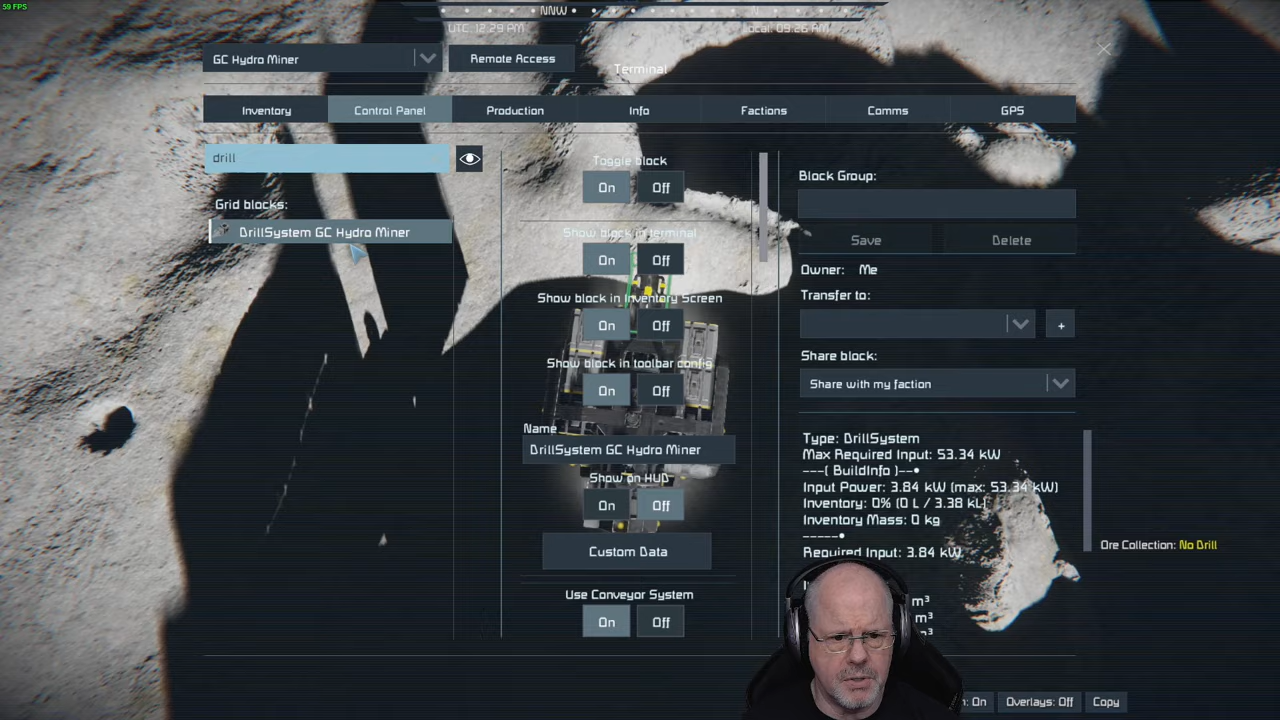 59 FPS
NNW
N
UTC: 12:29 PM
Local: 09:26 AM
GC Hydro Miner
Remote Access
Terminal
Inventory
Control Panel
Production
Info
Factions
Comms
GPS
drill
Grid blocks:
DrillSystem GC Hydro Miner
Toggle block
On
Off
Show block in terminal
On
Off
Show block in Inventory Screen
On
Off
Show block in toolbar config
On
Off
Name
DrillSystem GC Hydro Miner
Show on HUD
On
Off
Custom Data
Use Conveyor System
On
Off
Block Group:
Save
Delete
Owner: Me
Transfer to:
+
Share block:
Share with my faction
Type: DrillSystem
Max Required Input: 53.34 kW
---( BuildInfo )--•
Input Power: 3.84 kW (max: 53.34 kW)
Inventory: 0% (0 L / 3.38 kL)
Inventory Mass: 0 kg
-----•
Required Input: 3.84 kW
m³
m³
Ore Collection: No Drill
On
Overlays: Off
Copy